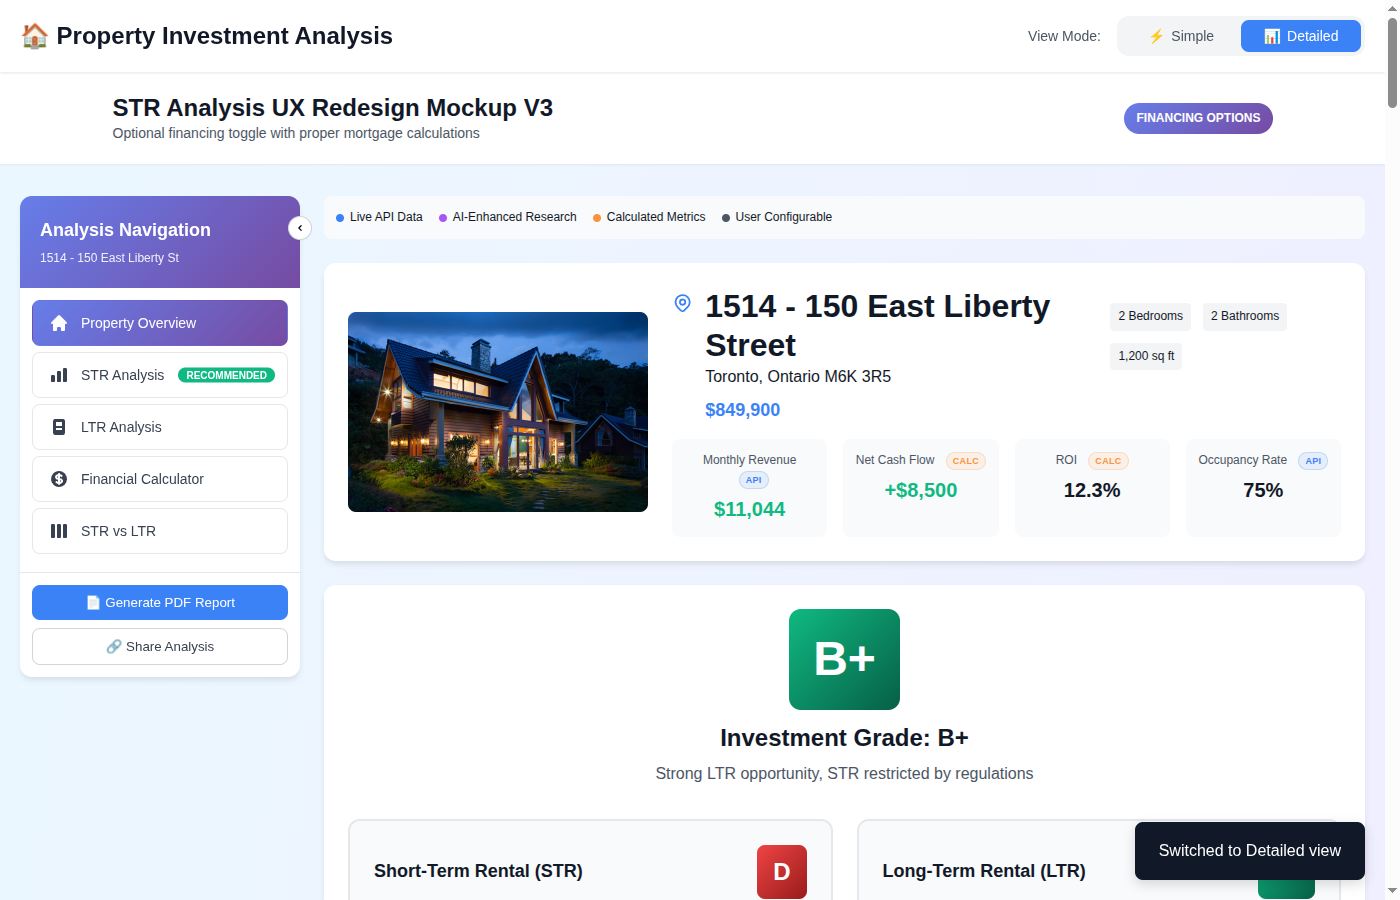 🏠 Property Investment Analysis
View Mode:
⚡ Simple
📊 Detailed
STR Analysis UX Redesign Mockup V3
Optional financing toggle with proper mortgage calculations
FINANCING OPTIONS
Analysis Navigation
1514 - 150 East Liberty St
Property Overview
STR Analysis RECOMMENDED
LTR Analysis
Financial Calculator
STR vs LTR
📄 Generate PDF Report
🔗 Share Analysis
Live API Data
AI-Enhanced Research
Calculated Metrics
User Configurable
1514 - 150 East Liberty
Street
Toronto, Ontario M6K 3R5
$849,900
2 Bedrooms
2 Bathrooms
1,200 sq ft
Monthly Revenue
API
$11,044
Net Cash Flow CALC
+$8,500
ROI CALC
12.3%
Occupancy Rate API
75%
B+
Investment Grade: B+
Strong LTR opportunity, STR restricted by regulations
Short-Term Rental (STR)
D
Long-Term Rental (LTR)
Switched to Detailed view